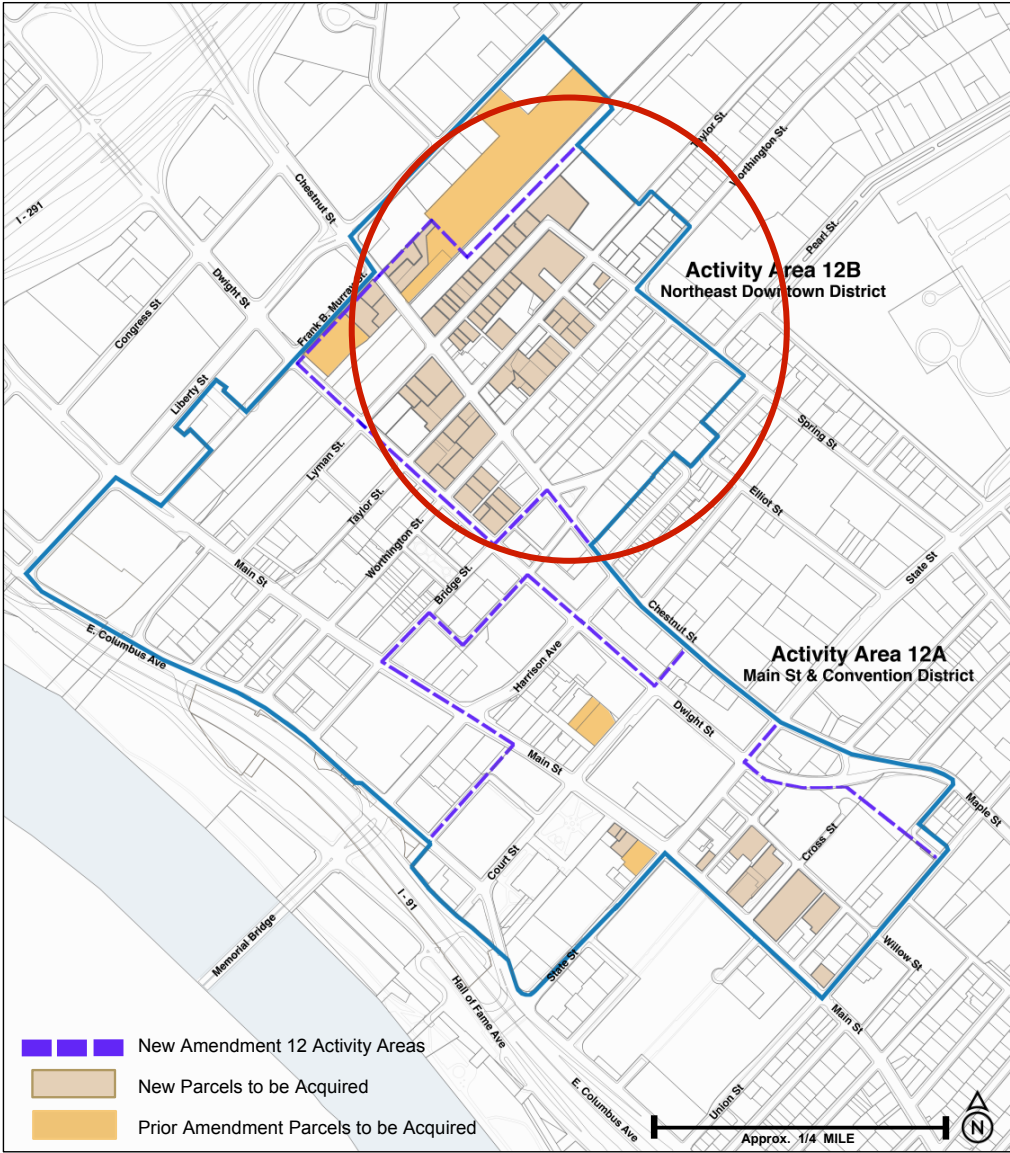 Taylor St.
Worthington St.
Chestnut St
I - 291
Pearl St.
Activity Area 12B
Northeast Downtown District
Dwight St
Congress St
Frank B. Murray St.
Liberty St
Spring St
Lyman St.
Elliot St
Taylor St.
Worthington St.
State St
Main St
Bridge St.
Chestnut St
E. Columbus Ave
Harrison Ave
Activity Area 12A
Main St & Convention District
Dwight St
Main St
Maple St
Cross St
Court St
I - 91
Memorial Bridge
State St
Willow St
Hall of Fame Ave
Main St
New Amendment 12 Activity Areas
New Parcels to be Acquired
Prior Amendment Parcels to be Acquired
E. Columbus Ave
Union St
Approx. 1/4 MILE
N